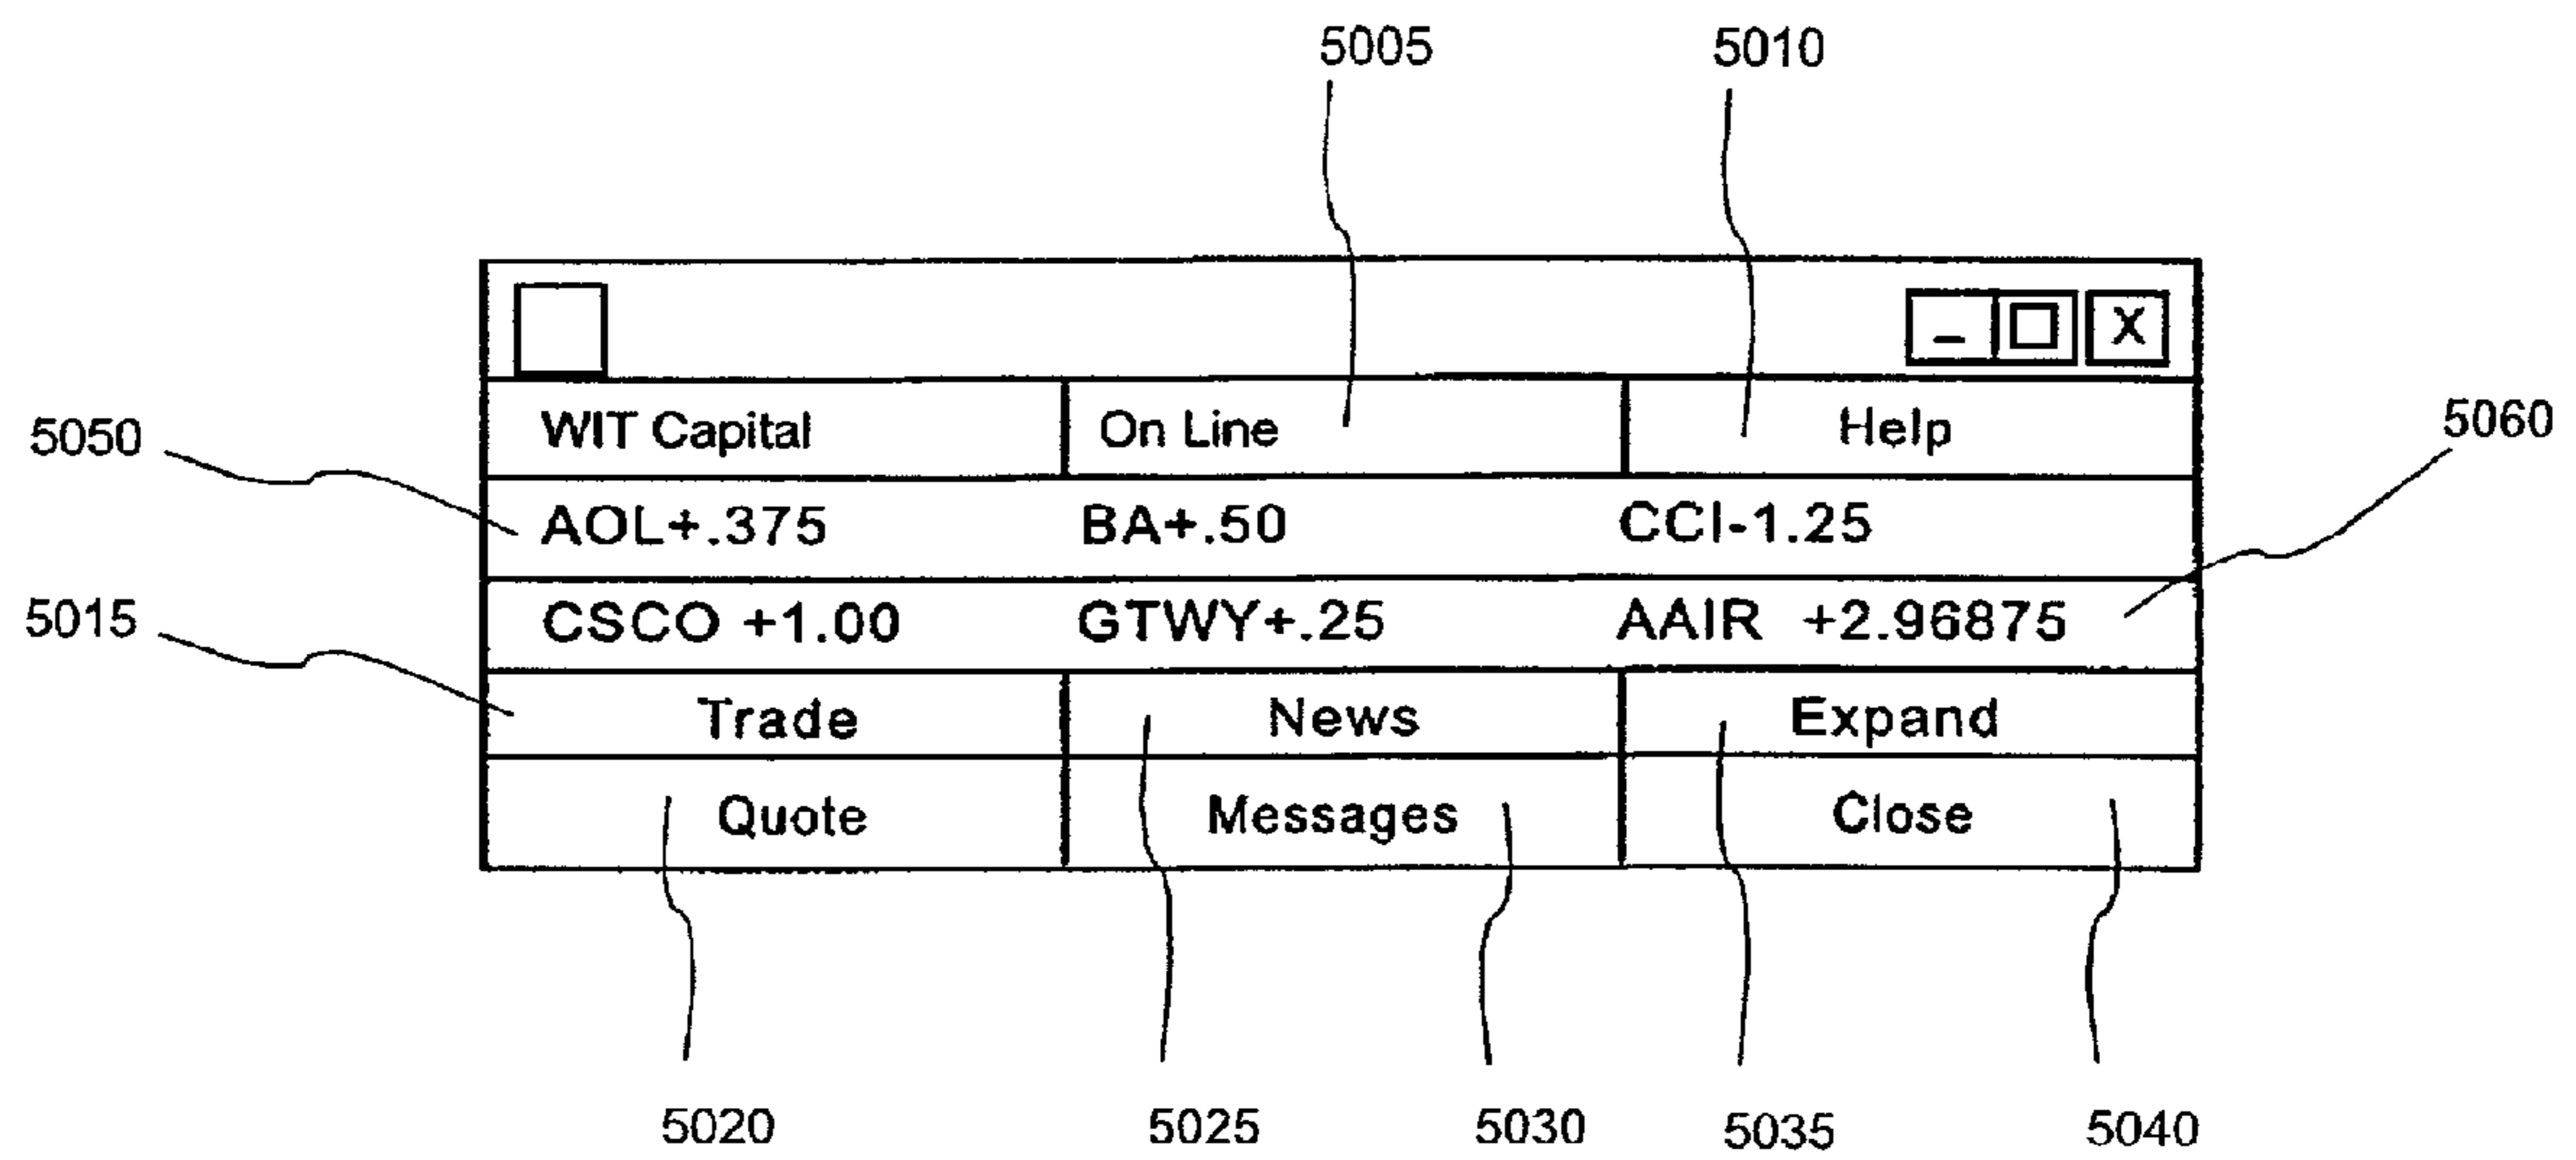 5005 5010
_ X
WIT Capital On Line Help
5050 5060
AOL+.375 BA+.50 CCI-1.25
CSCO +1.00 GTWY+.25 AAIR +2.96875
5015
Trade News Expand
Quote Messages Close
5020 5025 5030 5035 5040